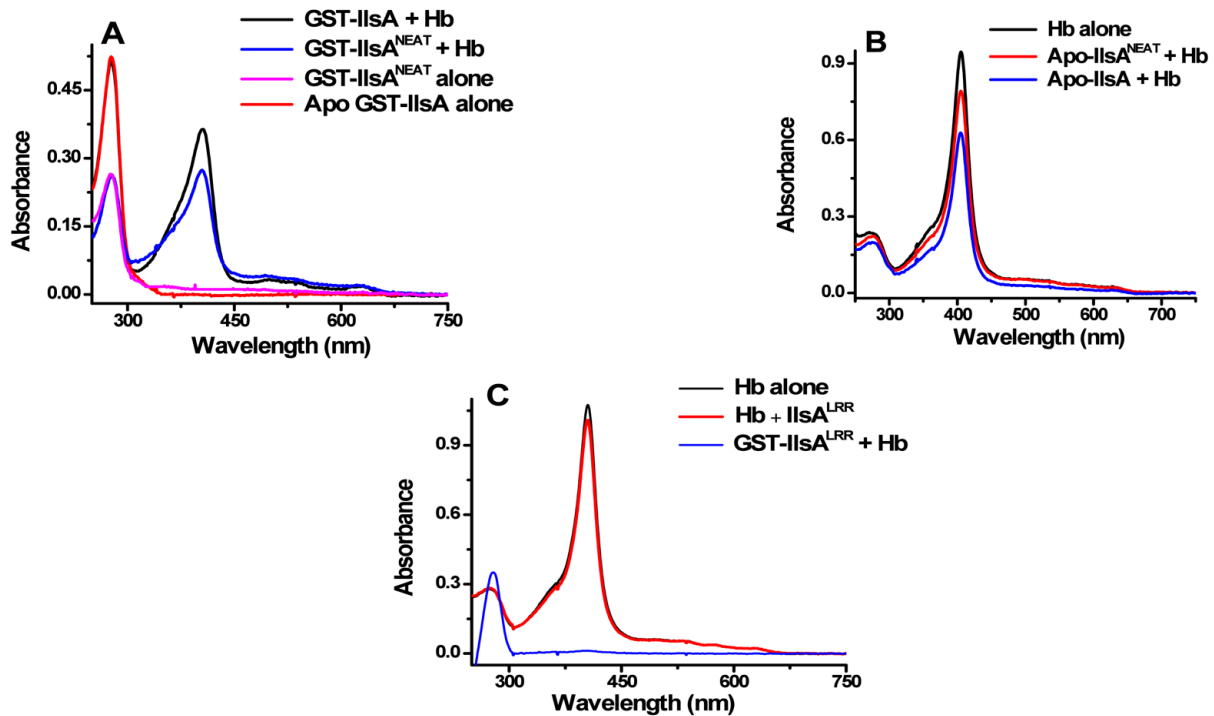 A
GST-IlsA + Hb
GST-IlsA^NEAT + Hb
GST-IlsA^NEAT alone
Apo GST-IlsA alone
0.45
0.30
0.15
0.00
Absorbance
300 450 600 750
Wavelength (nm)
B
Hb alone
Apo-IlsA^NEAT + Hb
Apo-IlsA + Hb
0.9
0.6
0.3
0.0
Absorbance
300 400 500 600 700
Wavelength (nm)
C
Hb alone
Hb + IlsA^LRR
GST-IlsA^LRR + Hb
0.9
0.6
0.3
0.0
Absorbance
300 450 600 750
Wavelength (nm)